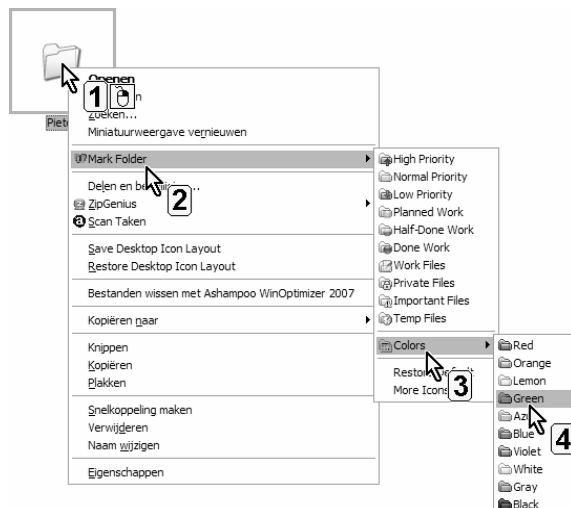 Openen
1
Zoeken...
Miniatuurweergave vernieuwen
Mark Folder
2
Delen en
ZipGenius
Scan Taken
Save Desktop Icon Layout
Restore Desktop Icon Layout
Bestanden wissen met Ashampoo WinOptimizer 2007
Kopiëren naar
Knippen
Kopiëren
Plakken
Snelkoppeling maken
Verwijderen
Naam wijzigen
Eigenschappen
High Priority
Normal Priority
Low Priority
Planned Work
Half-Done Work
Done Work
Work Files
Private Files
Important Files
Temp Files
Colors
3
More Icons
Red
Orange
Lemon
Green
Blue
4
Violet
White
Gray
Black